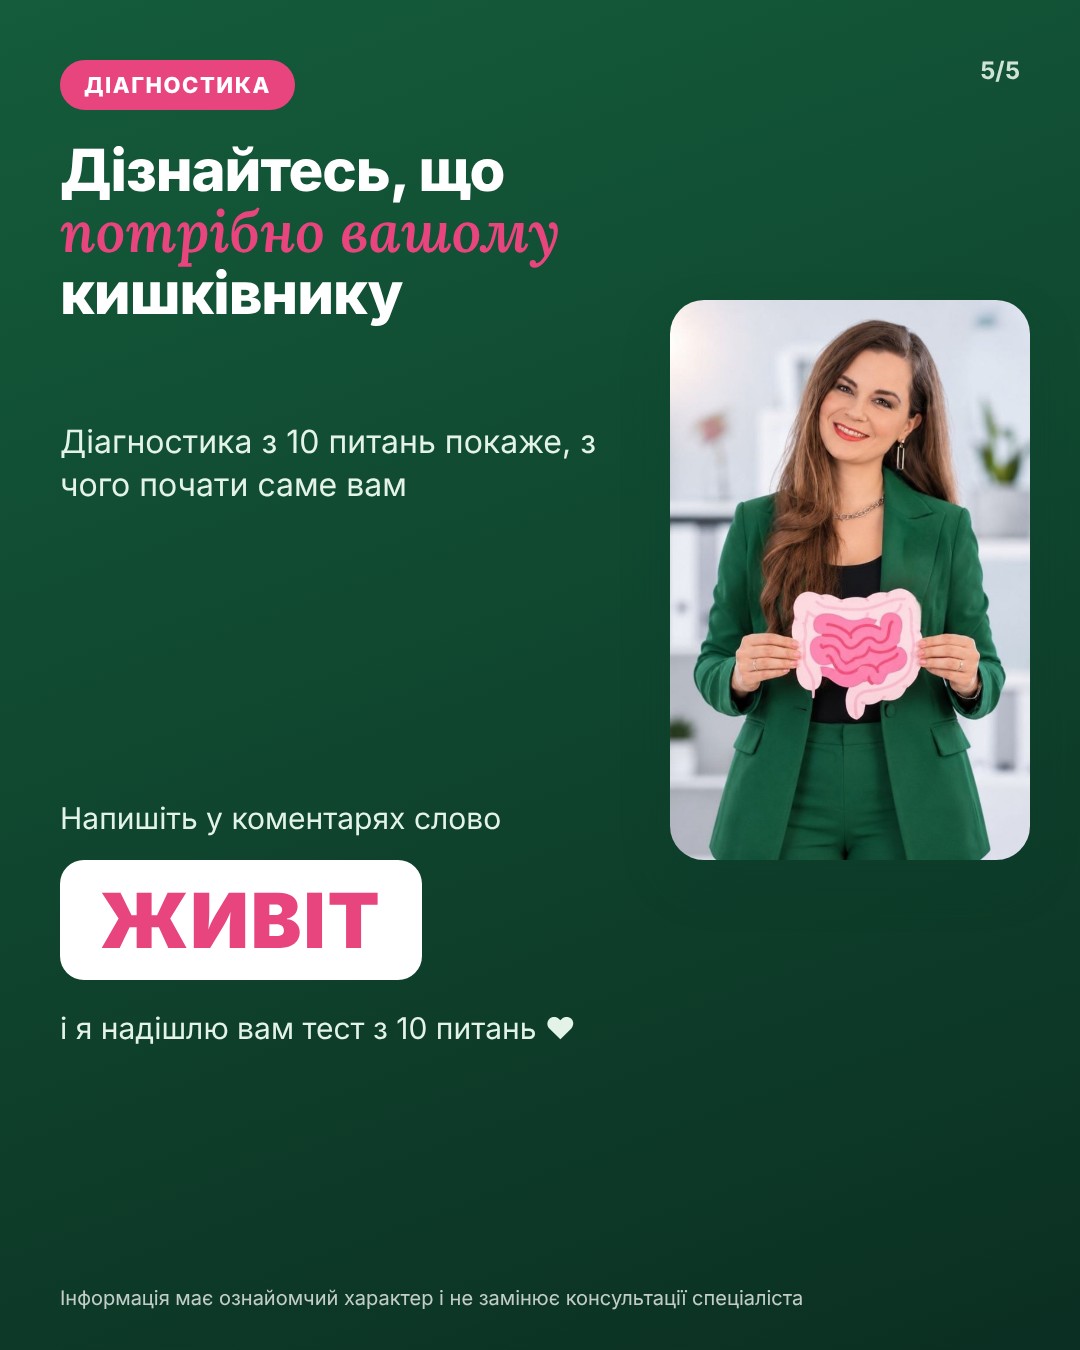 ДІАГНОСТИКА
5/5
Дізнайтесь, що
потрібно вашому
кишківнику
Діагностика з 10 питань покаже, з
чого почати саме вам
Напишіть у коментарях слово
ЖИВІТ
і я надішлю вам тест з 10 питань ♥
Інформація має ознайомчий характер і не замінює консультації спеціаліста